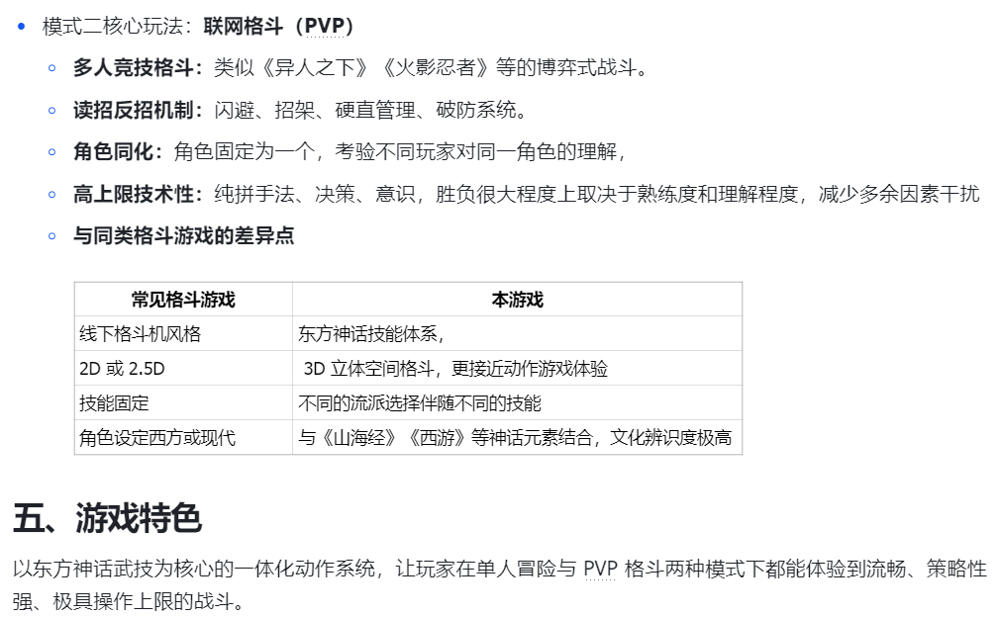 模式二核心玩法：联网格斗（PVP）
多人竞技格斗：类似《异人之下》《火影忍者》等的博弈式战斗。
读招反招机制：闪避、招架、硬直管理、破防系统。
角色同化：角色固定为一个，考验不同玩家对同一角色的理解，
高上限技术性：纯拼手法、决策、意识，胜负很大程度上取决于熟练度和理解程度，减少多余因素干扰
与同类格斗游戏的差异点
常见格斗游戏 本游戏
线下格斗机风格 东方神话技能体系，
2D 或 2.5D 3D 立体空间格斗，更接近动作游戏体验
技能固定 不同的流派选择伴随不同的技能
角色设定西方或现代 与《山海经》《西游》等神话元素结合，文化辨识度极高
五、游戏特色
以东方神话武技为核心的一体化动作系统，让玩家在单人冒险与 PVP 格斗两种模式下都能体验到流畅、策略性
强、极具操作上限的战斗。